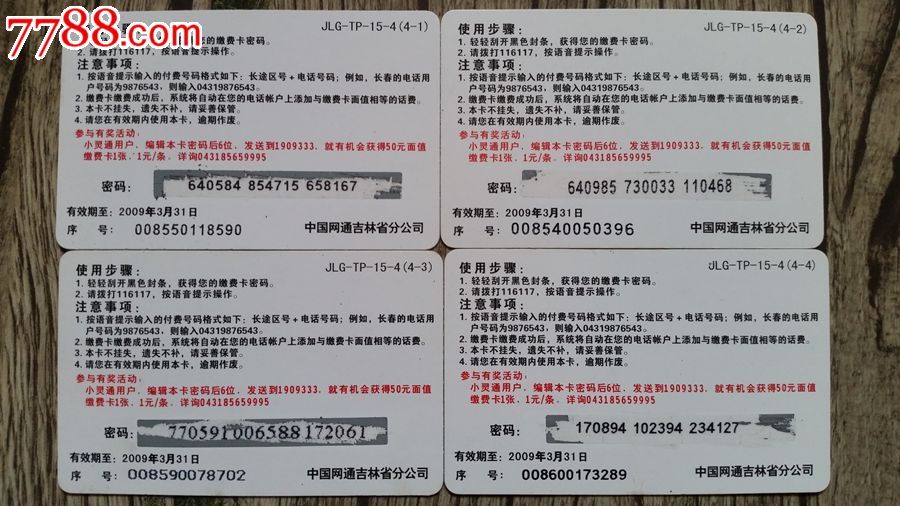 7788.com
JLG-TP-15-4(4-1)
2. 请拨打116117，按语音提示操作。
注意事项：
1. 按语音提示输入的付费号码格式如下：长途区号＋电话号码；例如，长春的电话用
户号码为9876543，则输入04319876543
2. 缴费卡缴费成功后，系统将自动在您的电话帐户上添加与缴费卡面值相等的话费。
3. 本卡不挂失，遗失不补，请妥善保管。
4. 请您在有效期内使用本卡，逾期作废。
参与有奖活动：
小灵通用户，编辑本卡密码后6位，发送到1909333，就有机会获得50元面值
缴费卡1张，1元/条。详询043185659995
密码： 640584 854715 658167
有效期至：2009年3月31日
序 号：008550118590
中国网通吉林省分公司
使用步骤：
JLG-TP-15-4(4-2)
1. 轻轻刮开黑色封条，获得您的缴费卡密码。
2. 请拨打116117，按语音提示操作。
注意事项：
1. 按语音提示输入的付费号码格式如下：长途区号＋电话号码；例如，长春的电话用
户号码为9876543，则输入04319876543
2. 缴费卡缴费成功后，系统将自动在您的电话帐户上添加与缴费卡面值相等的话费。
3. 本卡不挂失，遗失不补，请妥善保管。
4. 请您在有效期内使用本卡，逾期作废。
参与有奖活动：
小灵通用户，编辑本卡密码后6位，发送到1909333，就有机会获得50元面值
缴费卡1张，1元/条。详询043185659995
密码： 640985 730033 110468
有效期至：2009年3月31日
序 号：008540050396
中国网通吉林省分公司
使用步骤：
JLG-TP-15-4(4-3)
1. 轻轻刮开黑色封条，获得您的缴费卡密码。
2. 请拨打116117，按语音提示操作。
注意事项：
1. 按语音提示输入的付费号码格式如下：长途区号＋电话号码；例如，长春的电话用
户号码为9876543，则输入04319876543
2. 缴费卡缴费成功后，系统将自动在您的电话帐户上添加与缴费卡面值相等的话费。
3. 本卡不挂失，遗失不补，请妥善保管。
4. 请您在有效期内使用本卡，逾期作废。
参与有奖活动：
小灵通用户，编辑本卡密码后6位，发送到1909333，就有机会获得50元面值
缴费卡1张，1元/条。详询043185659995
密码： 770591006588172061
有效期至：2009年3月31日
序 号：008590078702
中国网通吉林省分公司
使用步骤：
JLG-TP-15-4(4-4)
1. 轻轻刮开黑色封条，获得您的缴费卡密码。
2. 请拨打116117，按语音提示操作。
注意事项：
1. 按语音提示输入的付费号码格式如下：长途区号＋电话号码；例如，长春的电话用
户号码为9876543，则输入04319876543
2. 缴费卡缴费成功后，系统将自动在您的电话帐户上添加与缴费卡面值相等的话费。
3. 本卡不挂失，遗失不补，请妥善保管。
4. 请您在有效期内使用本卡，逾期作废。
参与有奖活动：
小灵通用户，编辑本卡密码后6位，发送到1909333，就有机会获得50元面值
缴费卡1张，1元/条。详询043185659995
密码： 170894 102394 234127
有效期至：2009年3月31日
序 号：008600173289
中国网通吉林省分公司